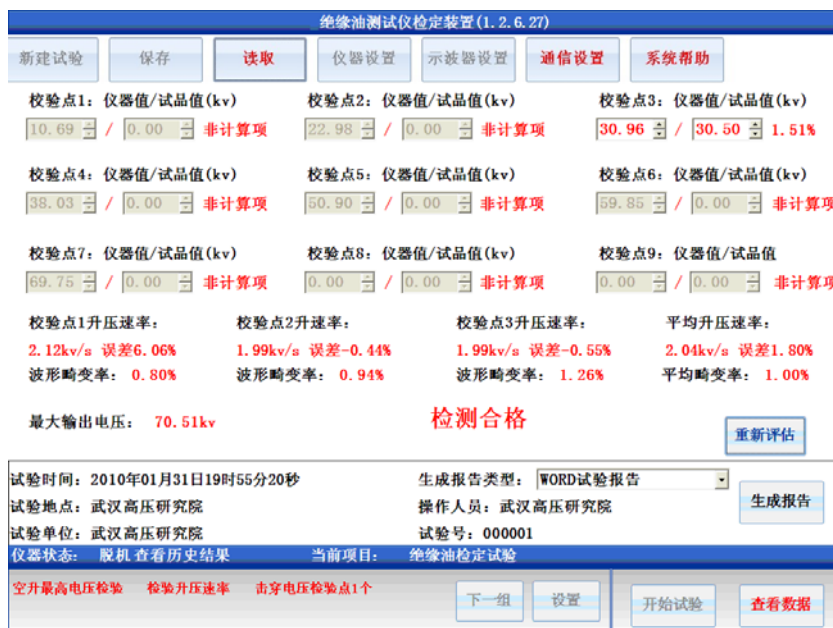 绝缘油测试仪检定装置(1.2.6.27)
新建试验 保存 读取 仪器设置 示波器设置 通信设置 系统帮助
校验点1: 仪器值/试品值(kv) 校验点2: 仪器值/试品值(kv) 校验点3: 仪器值/试品值(kv)
10.69 / 0.00 非计算项 22.98 / 0.00 非计算项 30.96 / 30.50 1.51%
校验点4: 仪器值/试品值(kv) 校验点5: 仪器值/试品值(kv) 校验点6: 仪器值/试品值(kv)
38.03 / 0.00 非计算项 50.90 / 0.00 非计算项 59.85 / 0.00 非计算项
校验点7: 仪器值/试品值(kv) 校验点8: 仪器值/试品值(kv) 校验点9: 仪器值/试品值
69.75 / 0.00 非计算项 0.00 / 0.00 非计算项 0.00 / 0.00 非计算项
校验点1升压速率: 校验点2升速率: 校验点3升压速率: 平均升压速率:
2.12kv/s 误差6.06% 1.99kv/s 误差-0.44% 1.99kv/s 误差-0.55% 2.04kv/s 误差1.80%
波形畸变率: 0.80% 波形畸变率: 0.94% 波形畸变率: 1.26% 平均畸变率: 1.00%
最大输出电压: 70.51kv 检测合格
重新评估
试验时间: 2010年01月31日19时55分20秒 生成报告类型: WORD试验报告
试验地点: 武汉高压研究院 操作人员: 武汉高压研究院 生成报告
试验单位: 武汉高压研究院 试验号: 000001
仪器状态: 脱机 查看历史结果 当前项目: 绝缘油检定试验
空升最高电压检验 检验升压速率 击穿电压检验点1个
下一组 设置 开始试验 查看数据